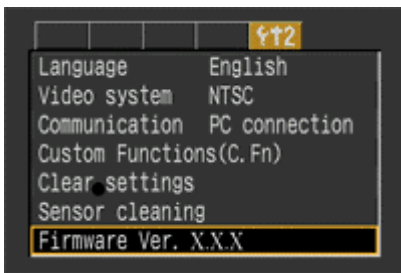 2
Language English
Video system NTSC
Communication PC connection
Custom Functions(C.Fn)
Clear settings
Sensor cleaning
Firmware Ver. X.X.X